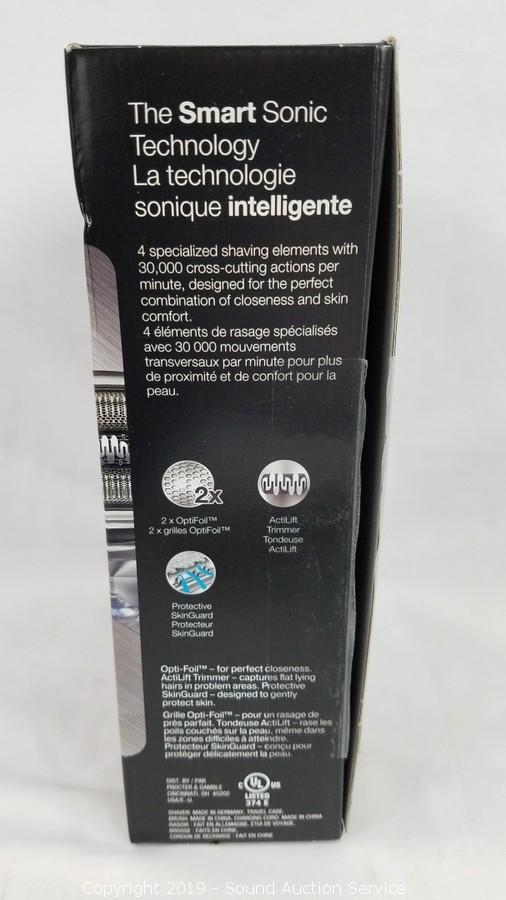 The Smart Sonic
Technology
La technologie
sonique intelligente
4 specialized shaving elements with
30,000 cross-cutting actions per
minute, designed for the perfect
combination of closeness and skin
comfort.
4 éléments de rasage spécialisés
avec 30 000 mouvements
transversaux par minute pour plus
de proximité et de confort pour la
peau.
2x
2 x OptiFoil™
2 x grilles OptiFoil™
ActiLift
Trimmer
Tondeuse
ActiLift
Protective
SkinGuard
Protecteur
SkinGuard
Opti-Foil™ – for perfect closeness.
ActiLift Trimmer – captures flat lying
hairs in problem areas. Protective
SkinGuard – designed to gently
protect skin.
Grille Opti-Foil™ – pour un rasage de
près parfait. Tondeuse ActiLift – rase les
poils couchés sur la peau, même dans
les zones difficiles à atteindre.
Protecteur SkinGuard – conçu pour
protéger délicatement la peau.
DIST. BY / PAR
PROCTER & GAMBLE
CINCINNATI, OH 45202
USA/E.-U.
C UL US
LISTED
374 E
SHAVER: MADE IN GERMANY. TRAVEL CASE,
BRUSH: MADE IN CHINA, CHARGING CORD: MADE IN CHINA
RASOIR : FAIT EN ALLEMAGNE. ETUI DE VOYAGE,
BROSSE : FAITS EN CHINE.
CORDON DE RECHARGE : FAIT EN CHINE
Copyright 2019 - Sound Auction Service